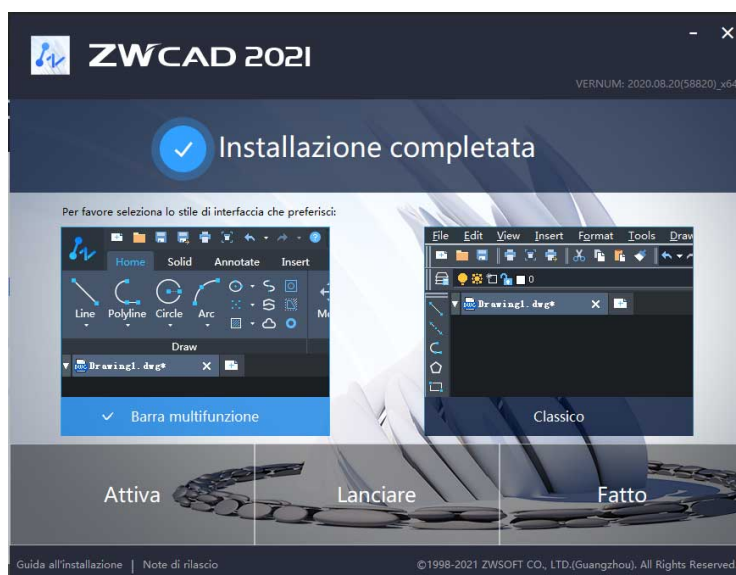 ZWCAD 2021
VERNUM: 2020.08.20(58820)_x64
Installazione completata
Per favore seleziona lo stile di interfaccia che preferisci:
Home Solid Annotate Insert
Line Polyline Circle Arc
Draw
Drawing1.dwg*
Barra multifunzione
File Edit View Insert Format Tools Draw
0
Drawing1.dwg*
Classico
Attiva Lanciare Fatto
Guida all'installazione | Note di rilascio
©1998-2021 ZWSOFT CO., LTD.(Guangzhou). All Rights Reserved.